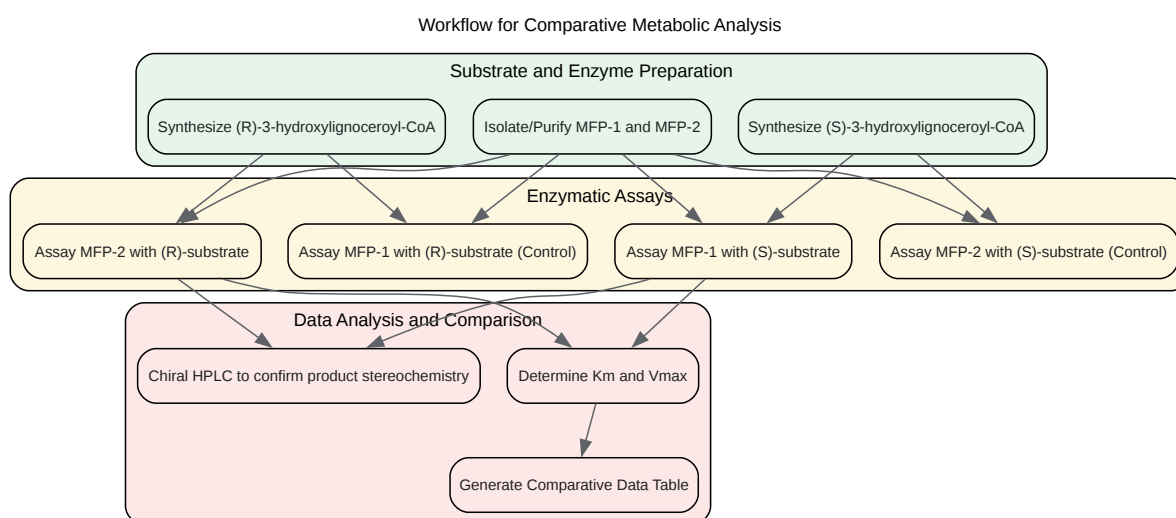 Workflow for Comparative Metabolic Analysis
Substrate and Enzyme Preparation
Synthesize (R)-3-hydroxylignoceroyl-CoA
Isolate/Purify MFP-1 and MFP-2
Synthesize (S)-3-hydroxylignoceroyl-CoA
Enzymatic Assays
Assay MFP-2 with (R)-substrate
Assay MFP-1 with (R)-substrate (Control)
Assay MFP-1 with (S)-substrate
Assay MFP-2 with (S)-substrate (Control)
Data Analysis and Comparison
Chiral HPLC to confirm product stereochemistry
Determine Km and Vmax
Generate Comparative Data Table